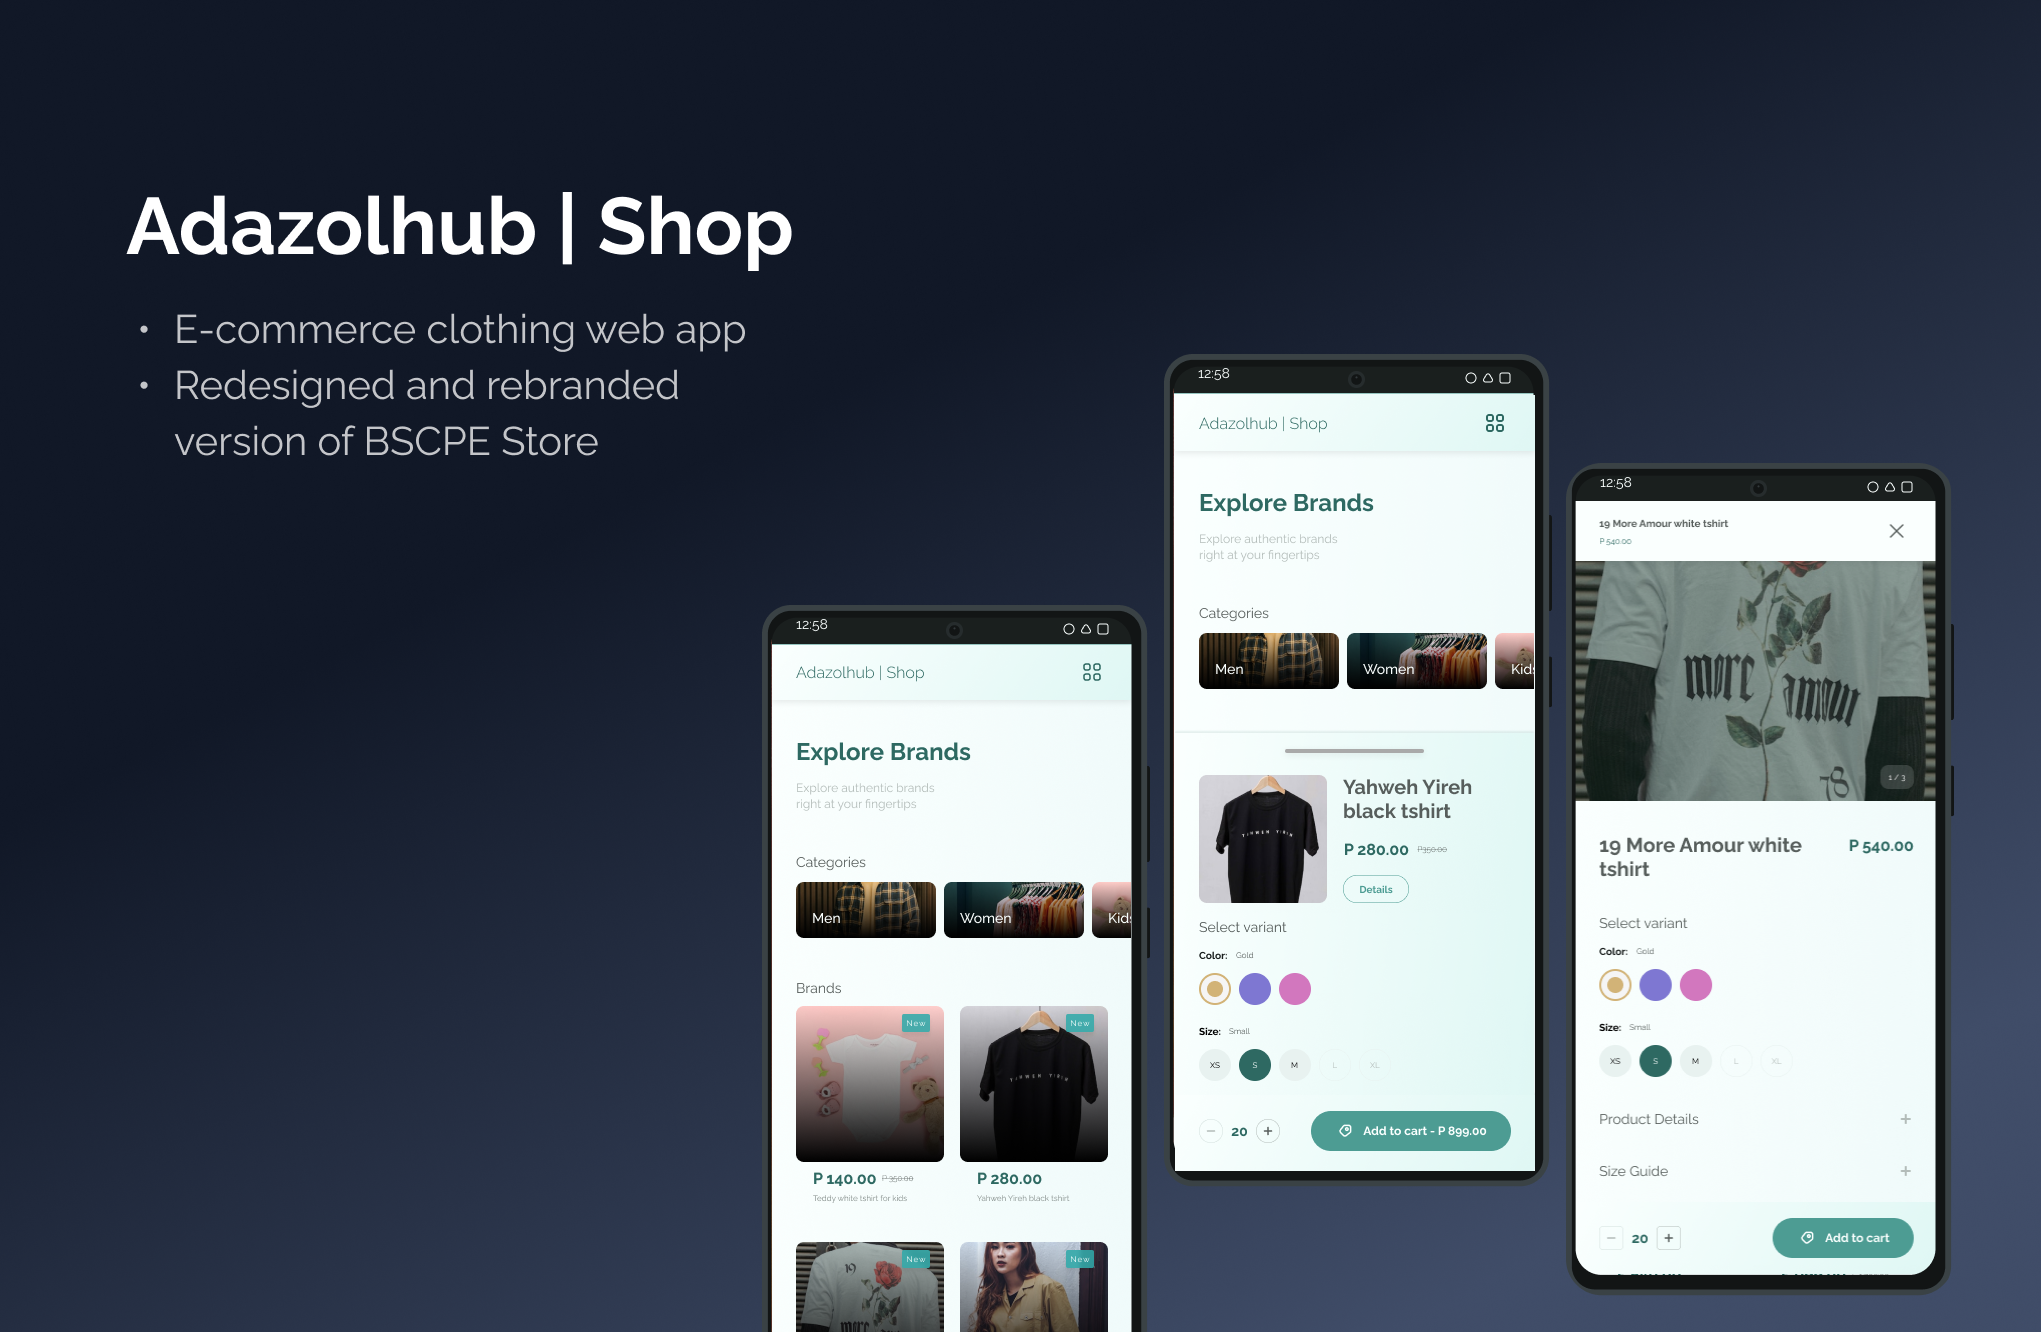 Adazolhub | Shop
• E-commerce clothing web app
• Redesigned and rebranded
version of BSCPE Store
12:58
Adazolhub | Shop
Explore Brands
Explore authentic brands
right at your fingertips
Categories
Men
Women
Kids
Brands
New
New
P 140.00 P 350.00
Teddy white tshirt for kids
P 280.00
Yahweh Yireh black tshirt
New
19
more
New
12:58
Adazolhub | Shop
Explore Brands
Explore authentic brands
right at your fingertips
Categories
Men
Women
Kids
Yahweh Yireh
black tshirt
P 280.00 P350.00
Details
Select variant
Color: Gold
Size: Small
XS S M L XL
20
Add to cart - P 899.00
12:58
19 More Amour white tshirt
P 540.00
more amour
78
1 / 3
19 More Amour white
tshirt
P 540.00
Select variant
Color: Gold
Size: Small
XS S M L XL
Product Details
Size Guide
20
Add to cart